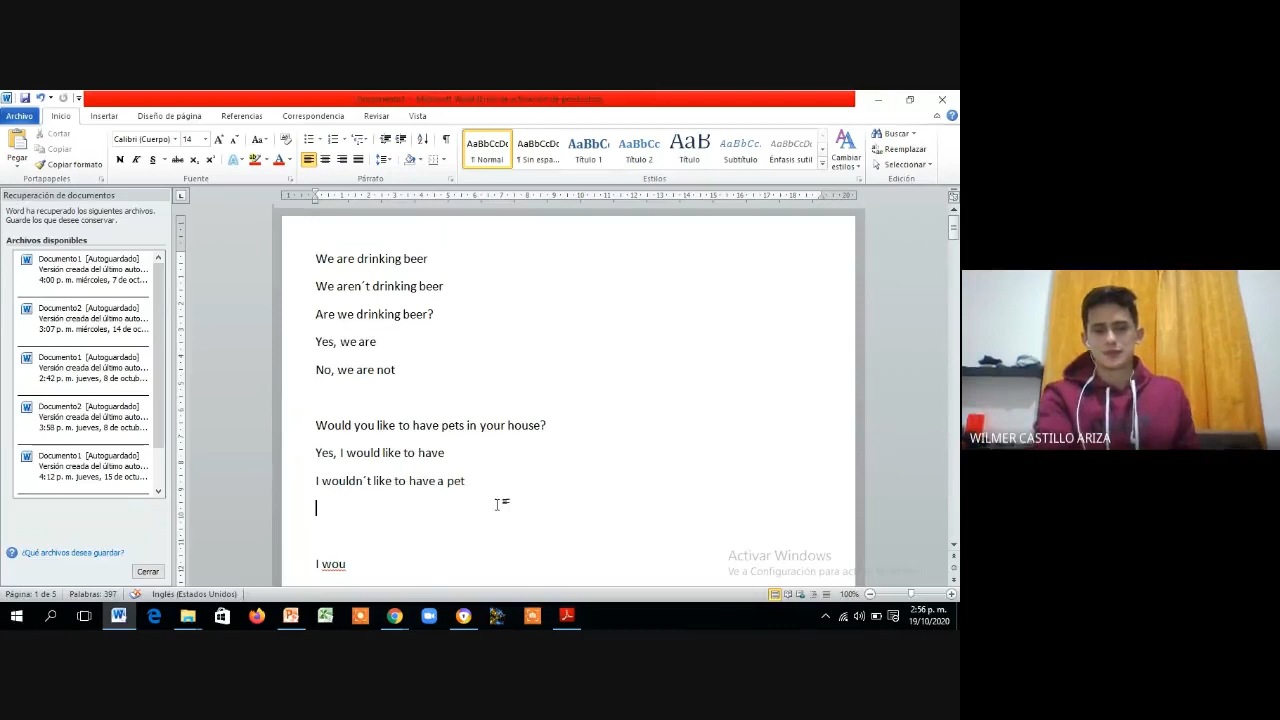 Archivo Inicio Insertar Diseño de página Referencias Correspondencia Revisar Vista
Pegar
Cortar
Copiar
Copiar formato
Portapapeles
Calibri (Cuerpo) 14
Fuente
Párrafo
AaBbCcDc AaBbCcDc AaBbC AaBbCc AaB AaBbCc. AaBbCcDc
¶ Normal ¶ Sin espa... Título 1 Título 2 Título Subtítulo Énfasis sutil
Estilos
Cambiar
estilos
Buscar
Reemplazar
Seleccionar
Edición
Recuperación de documentos
Word ha recuperado los siguientes archivos.
Guarde los que desee conservar.
Archivos disponibles
Documento1 [Autoguardado]
Versión creada del último auto...
4:00 p. m. miércoles, 7 de oct...
Documento2 [Autoguardado]
Versión creada del último auto...
3:07 p. m. miércoles, 14 de oc...
Documento1 [Autoguardado]
Versión creada del último auto...
2:42 p. m. jueves, 8 de octub...
Documento2 [Autoguardado]
Versión creada del último auto...
3:58 p. m. jueves, 8 de octub...
Documento1 [Autoguardado]
Versión creada del último auto...
4:12 p. m. jueves, 15 de octu...
¿Qué archivos desea guardar?
Cerrar
We are drinking beer
We aren´t drinking beer
Are we drinking beer?
Yes, we are
No, we are not
Would you like to have pets in your house?
Yes, I would like to have
I wouldn´t like to have a pet
I wou
Activar Windows
Ve a Configuración para
Página: 1 de 5 Palabras: 397 Inglés (Estados Unidos) 100%
2:56 p. m.
19/10/2020
WILMER CASTILLO ARIZA